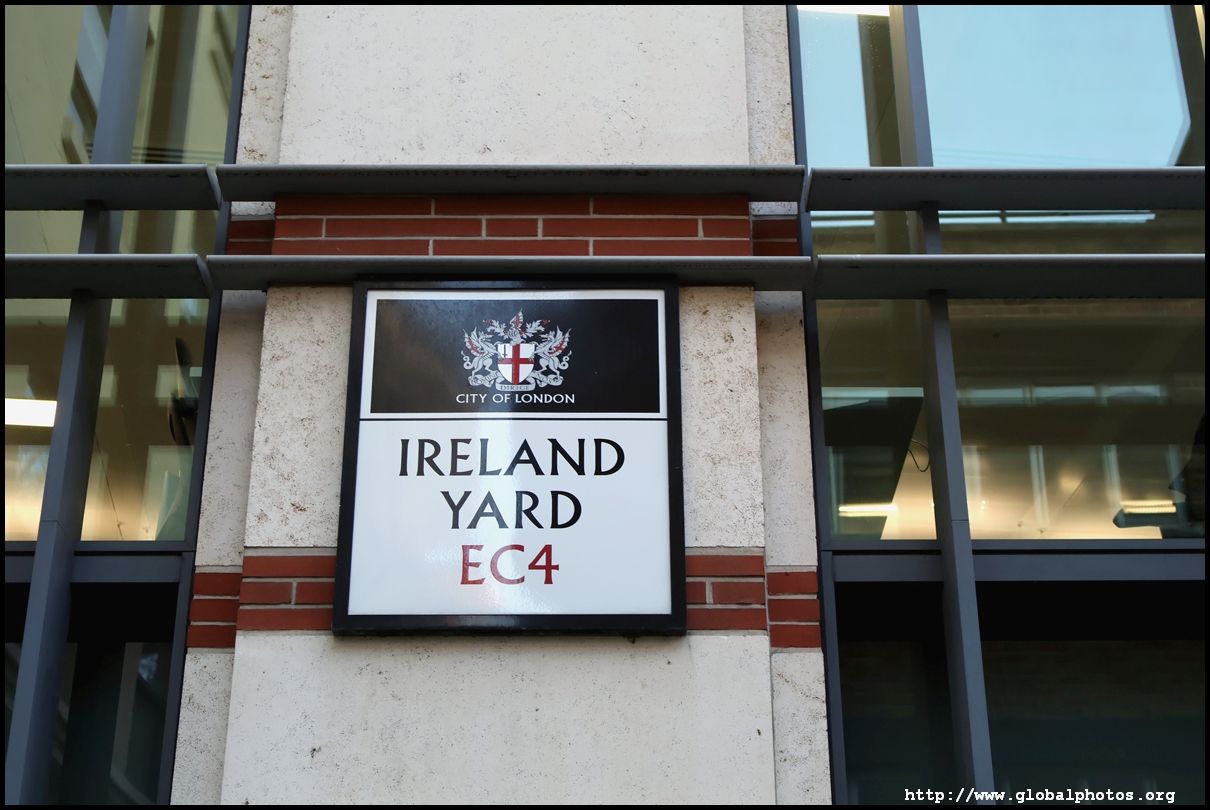 DIRIGE
CITY OF LONDON
IRELAND
YARD
EC4
http://www.globalphotos.org